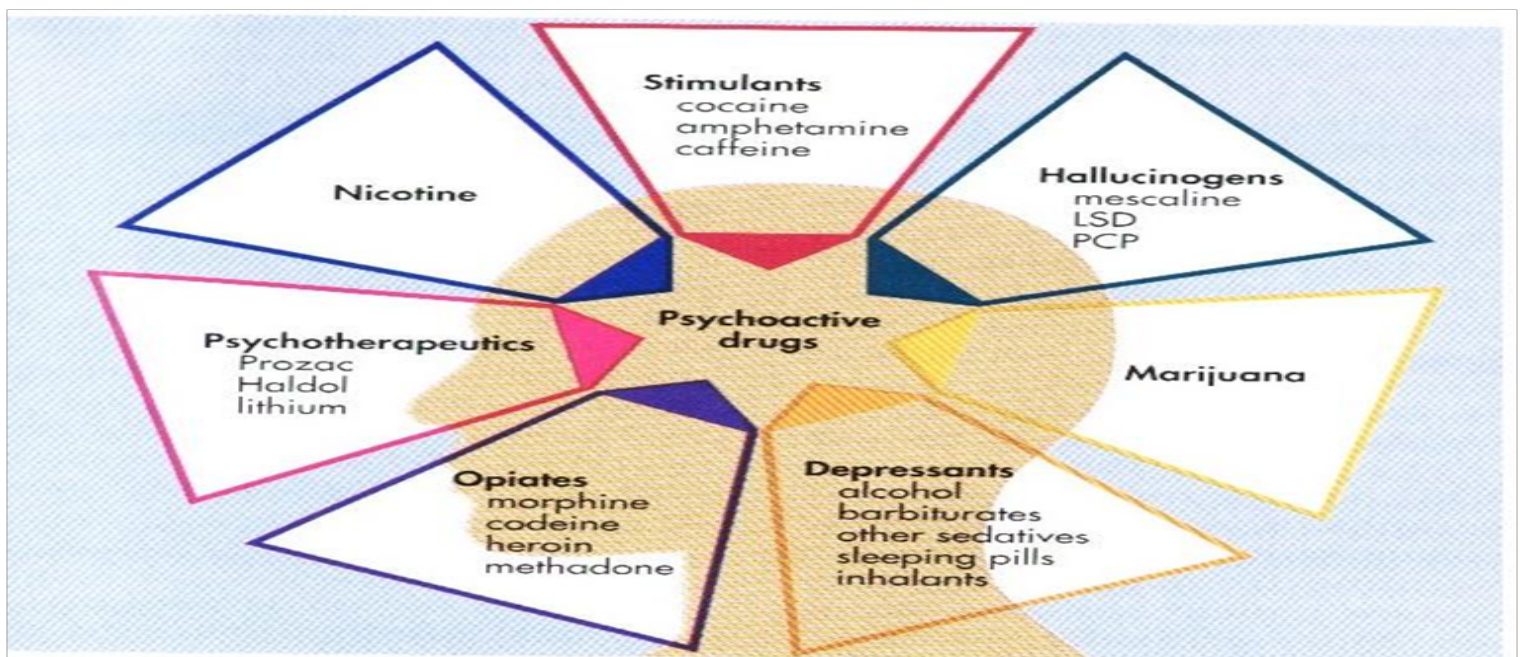 Stimulants
cocaine
amphetamine
caffeine
Nicotine
Hallucinogens
mescaline
LSD
PCP
Psychoactive
drugs
Psychotherapeutics
Prozac
Haldol
lithium
Marijuana
Opiates
morphine
codeine
heroin
methadone
Depressants
alcohol
barbiturates
other sedatives
sleeping pills
inhalants